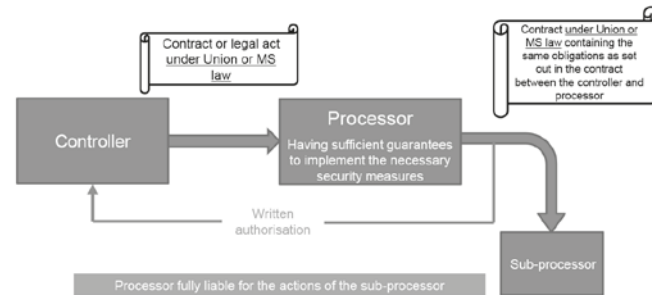 Contract or legal act
under Union or MS
law
Contract under Union or
MS law containing the
same obligations as set
out in the contract
between the controller and
processor
Controller
Processor
Having sufficient guarantees
to implement the necessary
security measures
Written
authorisation
Sub-processor
Processor fully liable for the actions of the sub-processor